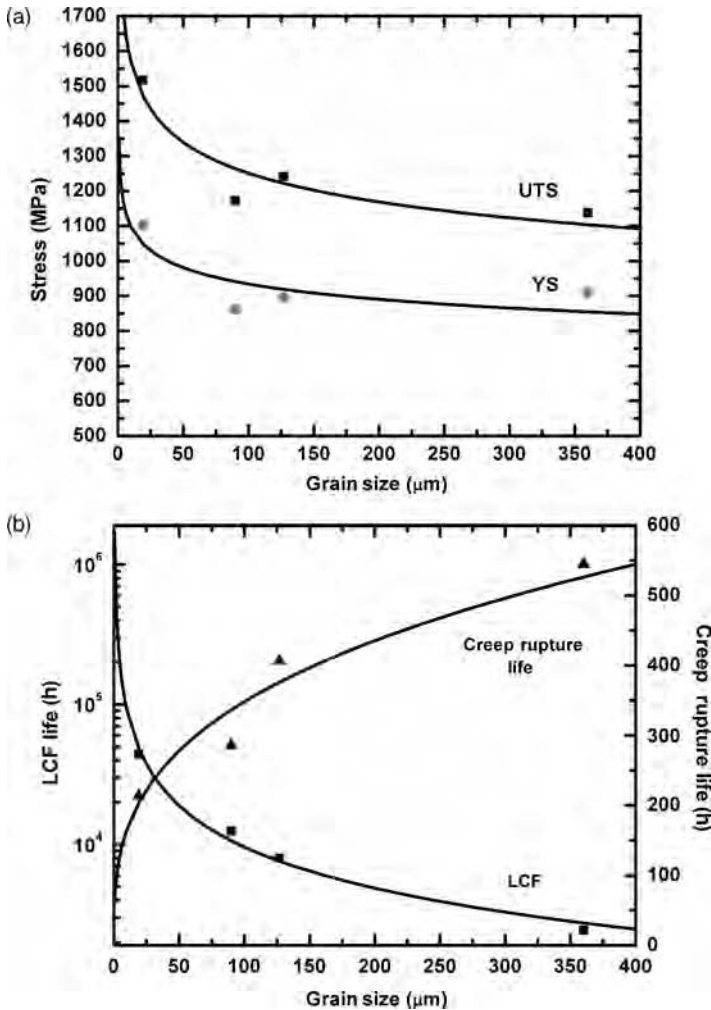 (a)
1700
1600
1500
1400
1300
1200
1100
1000
900
800
700
600
500
Stress (MPa)
UTS
YS
0 50 100 150 200 250 300 350 400
Grain size (μm)
(b)
10⁶
10⁵
10⁴
LCF life (h)
600
500
400
300
200
100
0
Creep rupture life (h)
Creep rupture
life
LCF
0 50 100 150 200 250 300 350 400
Grain size (μm)